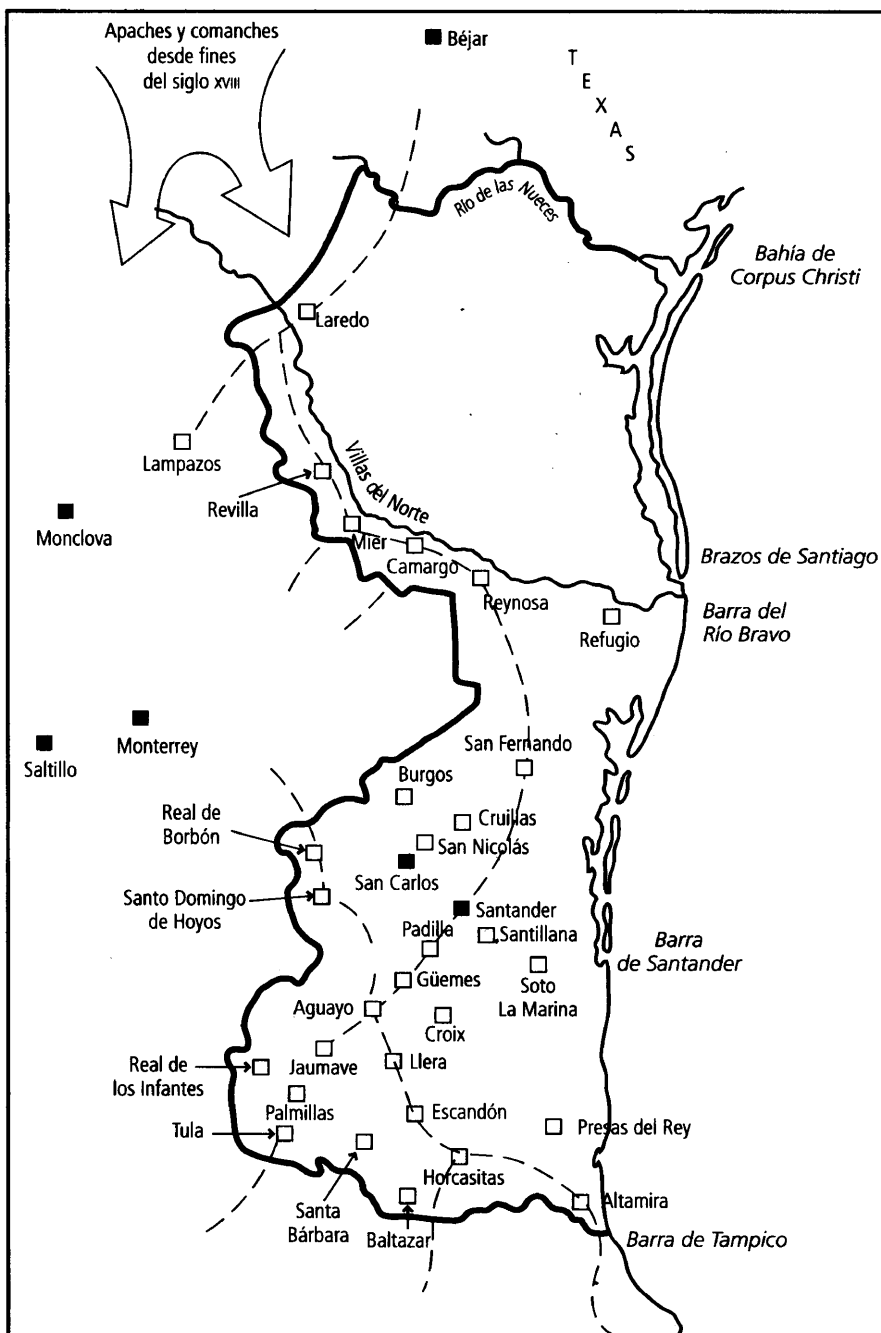 Apaches y comanches
desde fines
del siglo XVIII
Béjar
TEXAS
Río de las Nueces
Bahía de
Corpus Christi
Laredo
Lampazos
Revilla
Villas del Norte
Monclova
Mier
Camargo
Reynosa
Brazos de Santiago
Barra del
Río Bravo
Refugio
Monterrey
Saltillo
San Fernando
Burgos
Real de
Borbón
Cruillas
San Nicolás
San Carlos
Santo Domingo
de Hoyos
Santander
Padilla
Santillana
Barra
de Santander
Güemes
Soto
La Marina
Aguayo
Croix
Real de
los Infantes
Jaumave
Llera
Palmillas
Escandón
Tula
Presas del Rey
Horcasitas
Santa
Bárbara
Baltazar
Altamira
Barra de Tampico